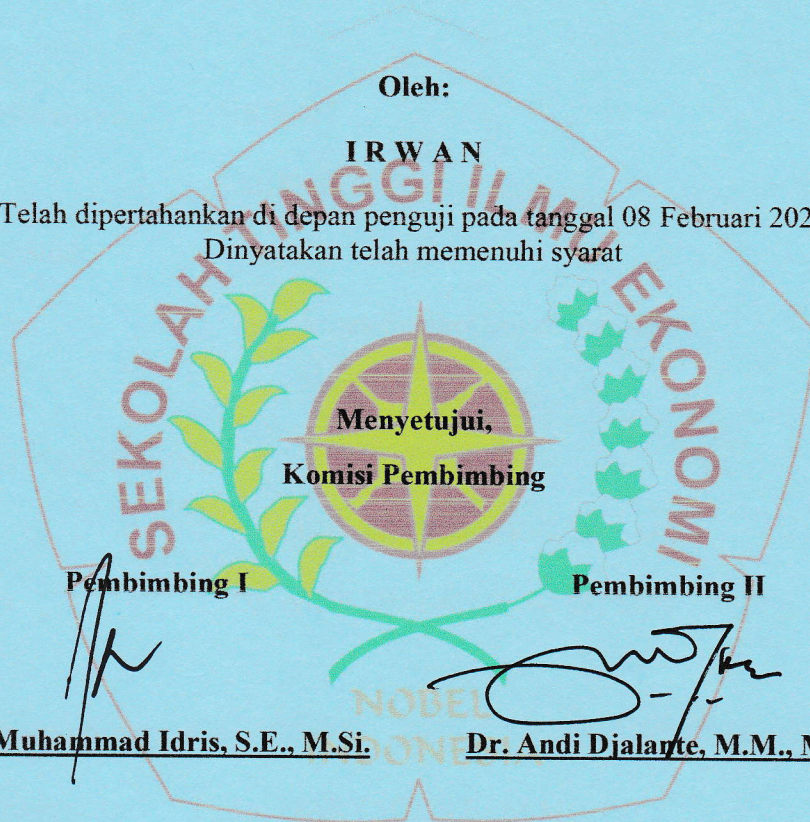 Oleh:
I R W A N
Telah dipertahankan di depan penguji pada tanggal 08 Februari 202
Dinyatakan telah memenuhi syarat
SEKOLAH TINGGI ILMU EKONOMI
Menyetujui,
Komisi Pembimbing
Pembimbing I Pembimbing II
NOBEL
INDONESIA
Muhammad Idris, S.E., M.Si. Dr. Andi Djalante, M.M., M